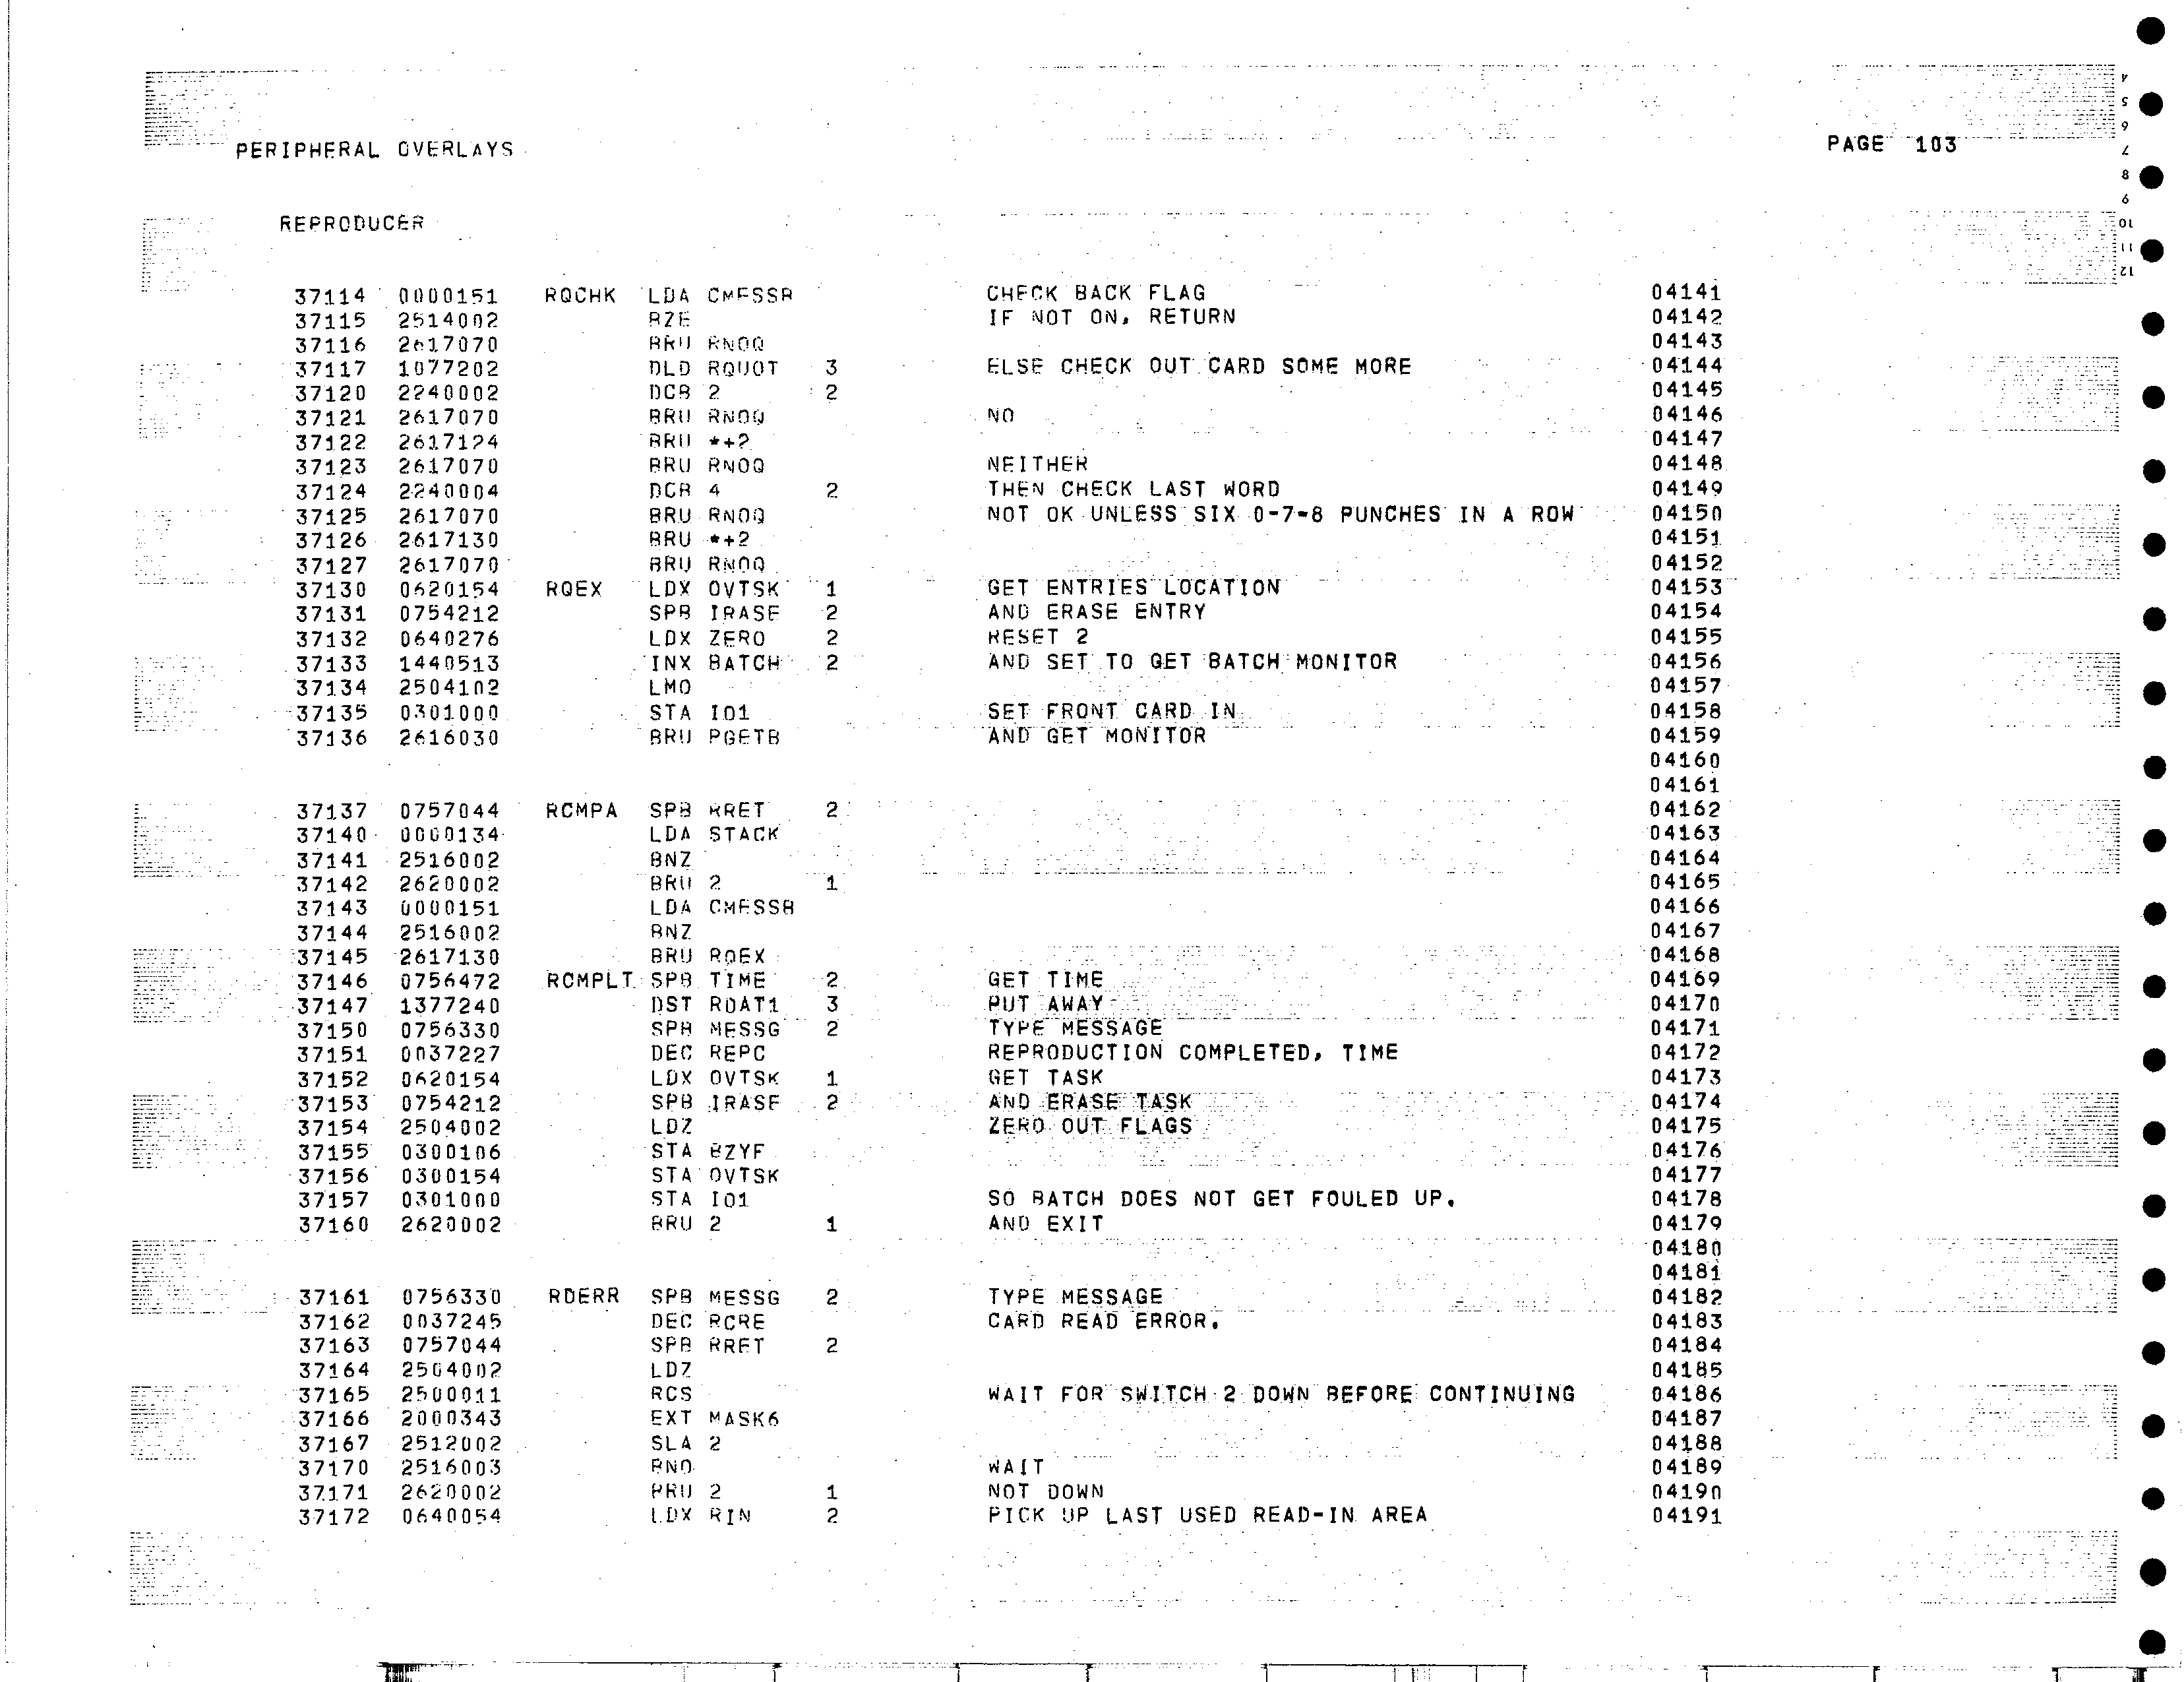 PERIPHERAL OVERLAYS PAGE 103
REPRODUCER
37114 0000151 RQCHK LDA CMESSB CHECK BACK FLAG 04141
37115 2514002 BZE IF NOT ON, RETURN 04142
37116 2617070 BRU RNOQ 04143
37117 1077202 DLD RQUOT 3 ELSE CHECK OUT CARD SOME MORE 04144
37120 2240002 DCB 2 2 04145
37121 2617070 BRU RNOQ NO 04146
37122 2617124 BRU *+2 04147
37123 2617070 BRU RNOQ NEITHER 04148
37124 2240004 DCB 4 2 THEN CHECK LAST WORD 04149
37125 2617070 BRU RNOQ NOT OK UNLESS SIX 0-7-8 PUNCHES IN A ROW 04150
37126 2617130 BRU *+2 04151
37127 2617070 BRU RNOQ 04152
37130 0620154 RQEX LDX OVTSK 1 GET ENTRIES LOCATION 04153
37131 0754212 SPB IRASE 2 AND ERASE ENTRY 04154
37132 0640276 LDX ZERO 2 RESET 2 04155
37133 1440513 INX BATCH 2 AND SET TO GET BATCH MONITOR 04156
37134 2504102 LMO 04157
37135 0301000 STA IO1 SET FRONT CARD IN 04158
37136 2616030 BRU PGETB AND GET MONITOR 04159
04160
04161
37137 0757044 RCMPA SPB RRET 2 04162
37140 0000134 LDA STACK 04163
37141 2516002 BNZ 04164
37142 2620002 BRU 2 1 04165
37143 0000151 LDA CMESSB 04166
37144 2516002 BNZ 04167
37145 2617130 BRU RQEX 04168
37146 0756472 RCMPLT SPB TIME 2 GET TIME 04169
37147 1377240 DST RDAT1 3 PUT AWAY 04170
37150 0756330 SPB MESSG 2 TYPE MESSAGE 04171
37151 0037227 DEC REPC REPRODUCTION COMPLETED, TIME 04172
37152 0620154 LDX OVTSK 1 GET TASK 04173
37153 0754212 SPB IRASE 2 AND ERASE TASK 04174
37154 2504002 LDZ ZERO OUT FLAGS 04175
37155 0300106 STA BZYF 04176
37156 0300154 STA OVTSK 04177
37157 0301000 STA IO1 SO BATCH DOES NOT GET FOULED UP. 04178
37160 2620002 BRU 2 1 AND EXIT 04179
04180
04181
37161 0756330 RDERR SPB MESSG 2 TYPE MESSAGE 04182
37162 0037245 DEC RCRE CARD READ ERROR. 04183
37163 0757044 SPB RRET 2 04184
37164 2504002 LDZ 04185
37165 2500011 RCS WAIT FOR SWITCH 2 DOWN BEFORE CONTINUING 04186
37166 2000343 EXT MASK6 04187
37167 2512002 SLA 2 04188
37170 2516003 BNO WAIT 04189
37171 2620002 BRU 2 1 NOT DOWN 04190
37172 0640054 LDX RIN 2 PICK UP LAST USED READ-IN AREA 04191